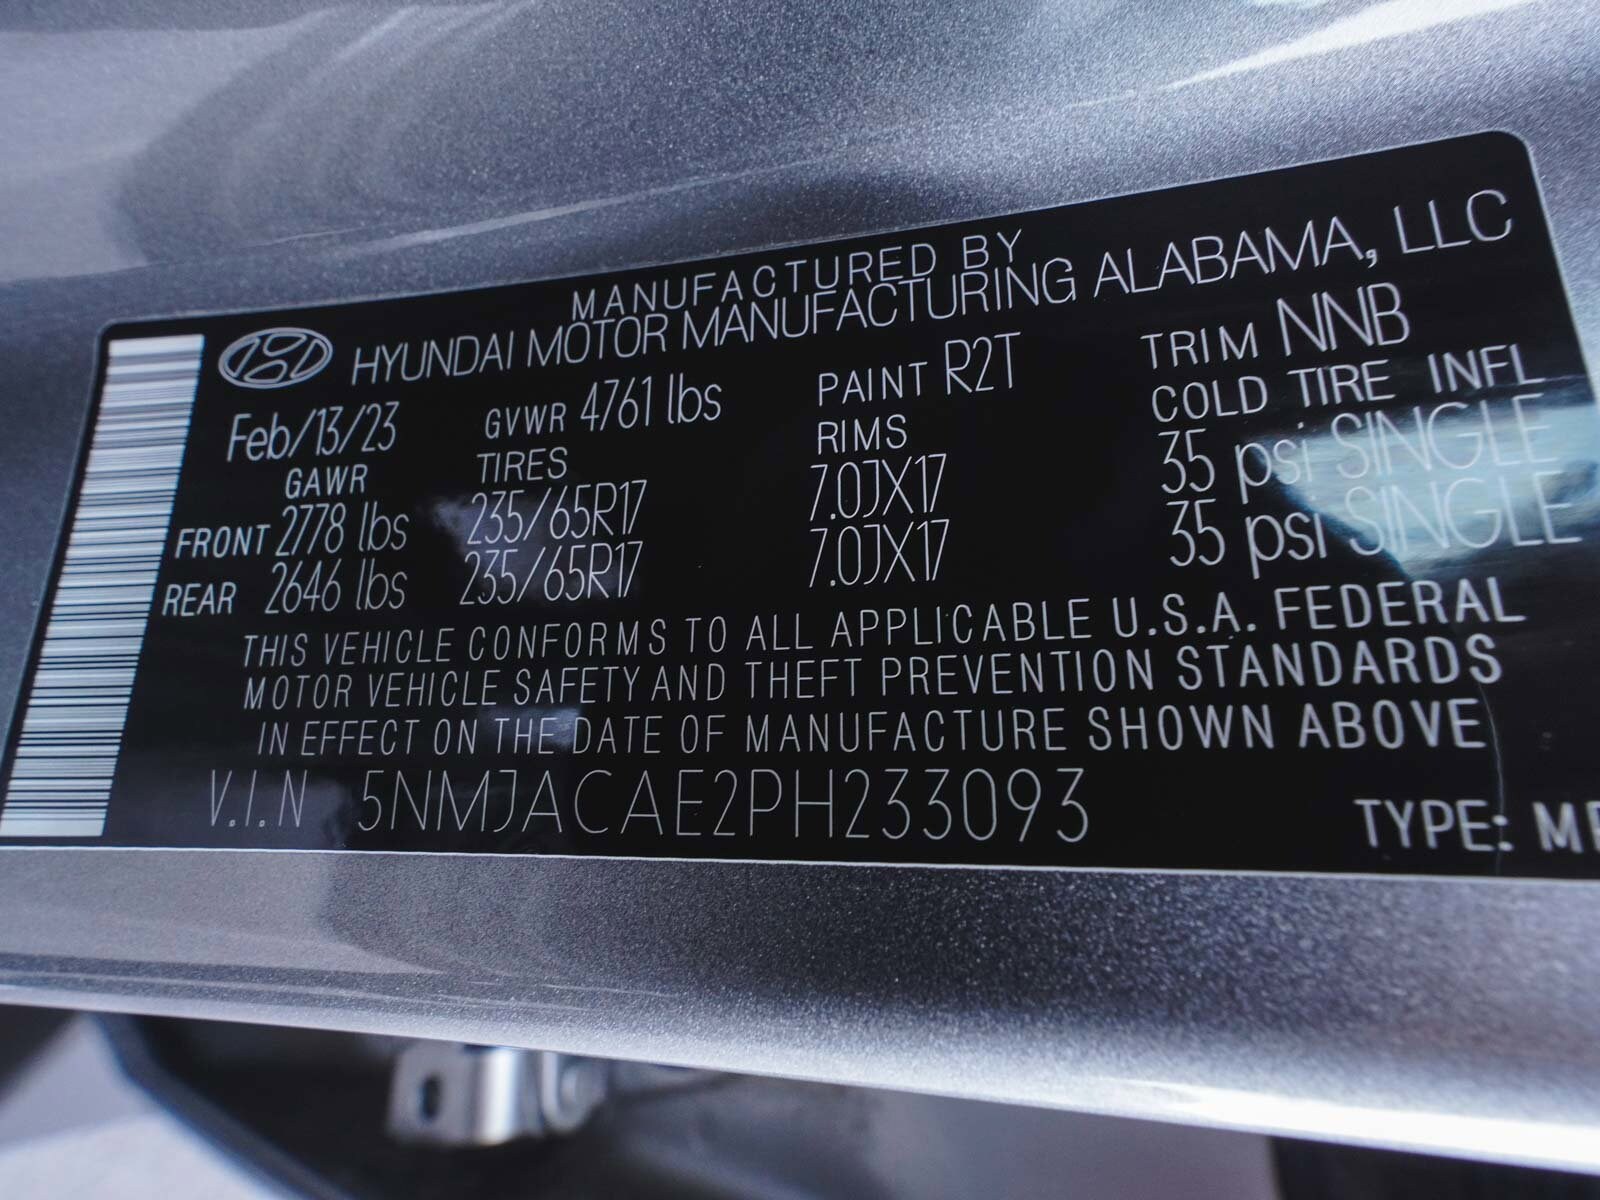 MANUFACTURED BY
HYUNDAI MOTOR MANUFACTURING ALABAMA, LLC
Feb/13/23 GVWR 4761 lbs PAINT R2T TRIM NNB
GAWR TIRES RIMS COLD TIRE INFL
FRONT 2778 lbs 235/65R17 7.0JX17 35 psi SINGLE
REAR 2646 lbs 235/65R17 7.0JX17 35 psi SINGLE
THIS VEHICLE CONFORMS TO ALL APPLICABLE U.S.A. FEDERAL
MOTOR VEHICLE SAFETY AND THEFT PREVENTION STANDARDS
IN EFFECT ON THE DATE OF MANUFACTURE SHOWN ABOVE
V.I.N 5NMJACAE2PH233093 TYPE: